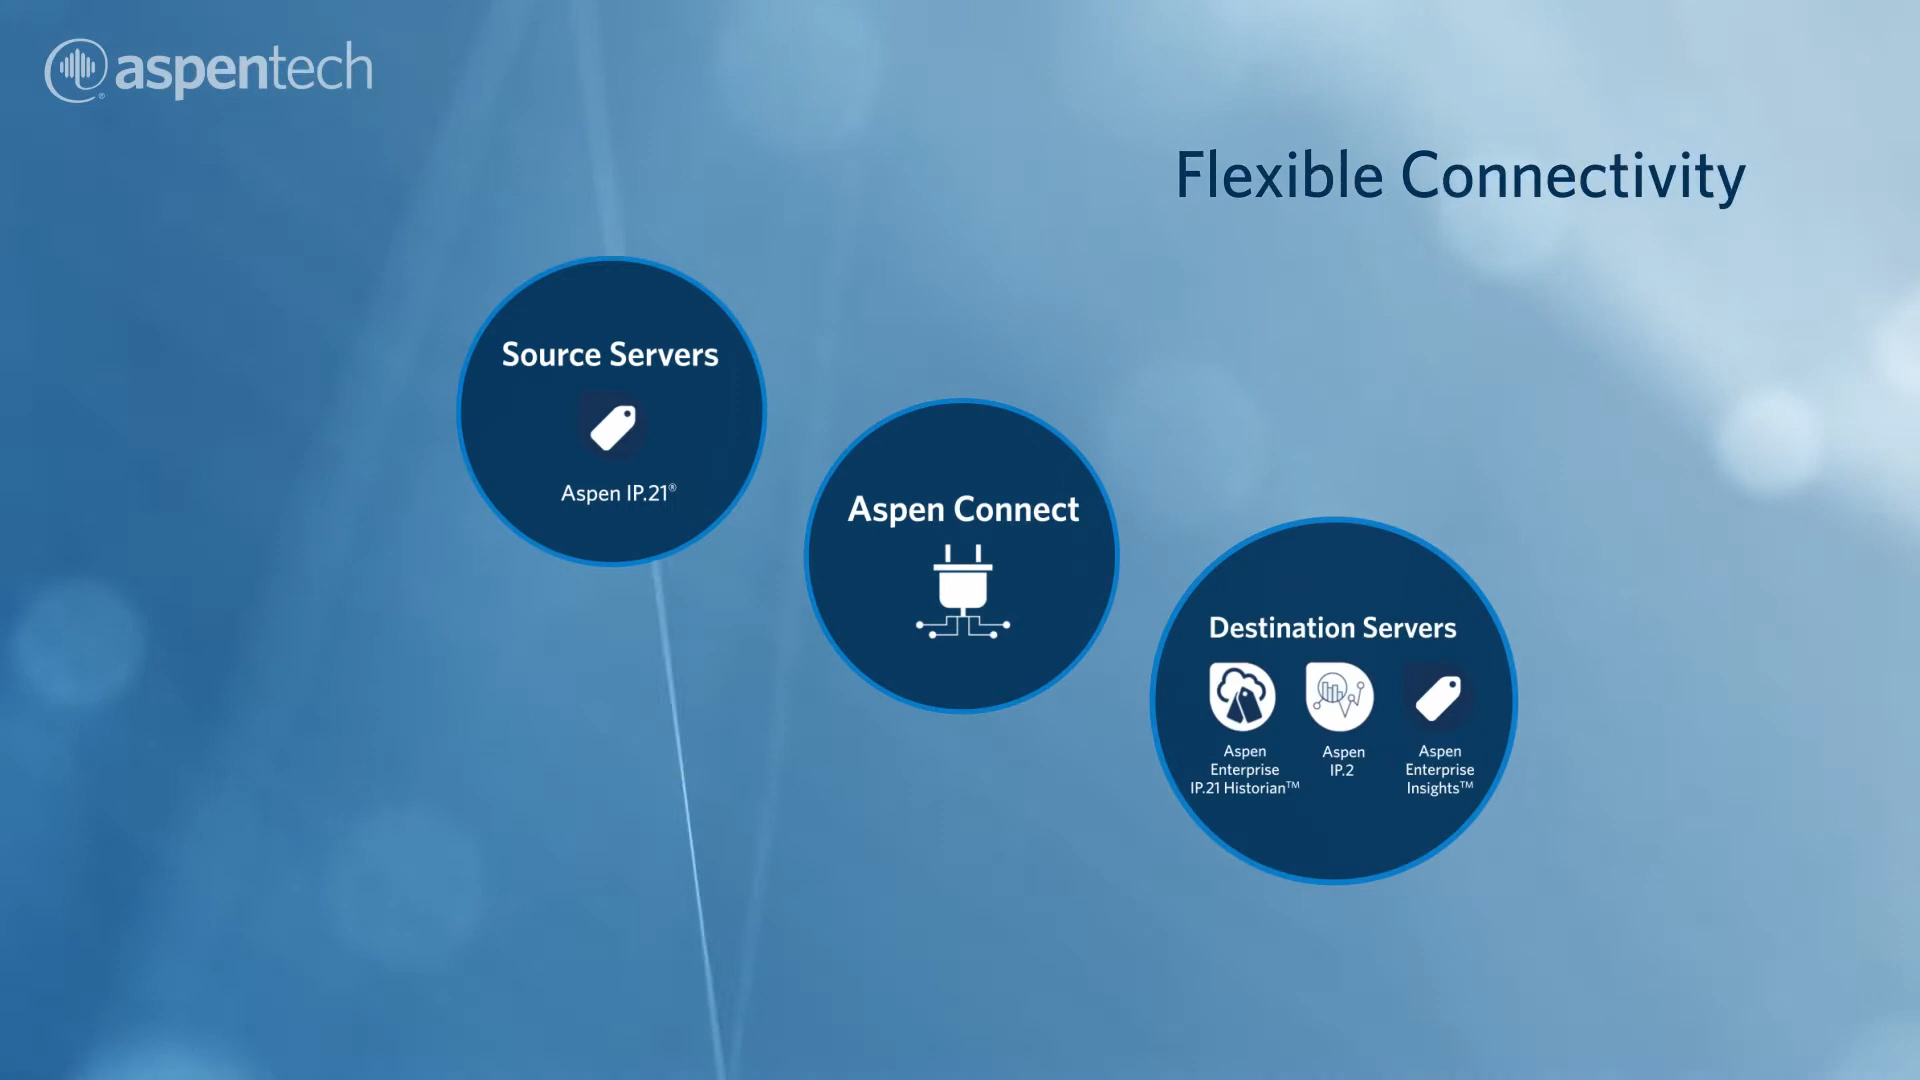 aspentech
Flexible Connectivity
Source Servers
Aspen IP.21®
Aspen Connect
Destination Servers
Aspen
Enterprise
IP.21 Historian™
Aspen
IP.2
Aspen
Enterprise
Insights™